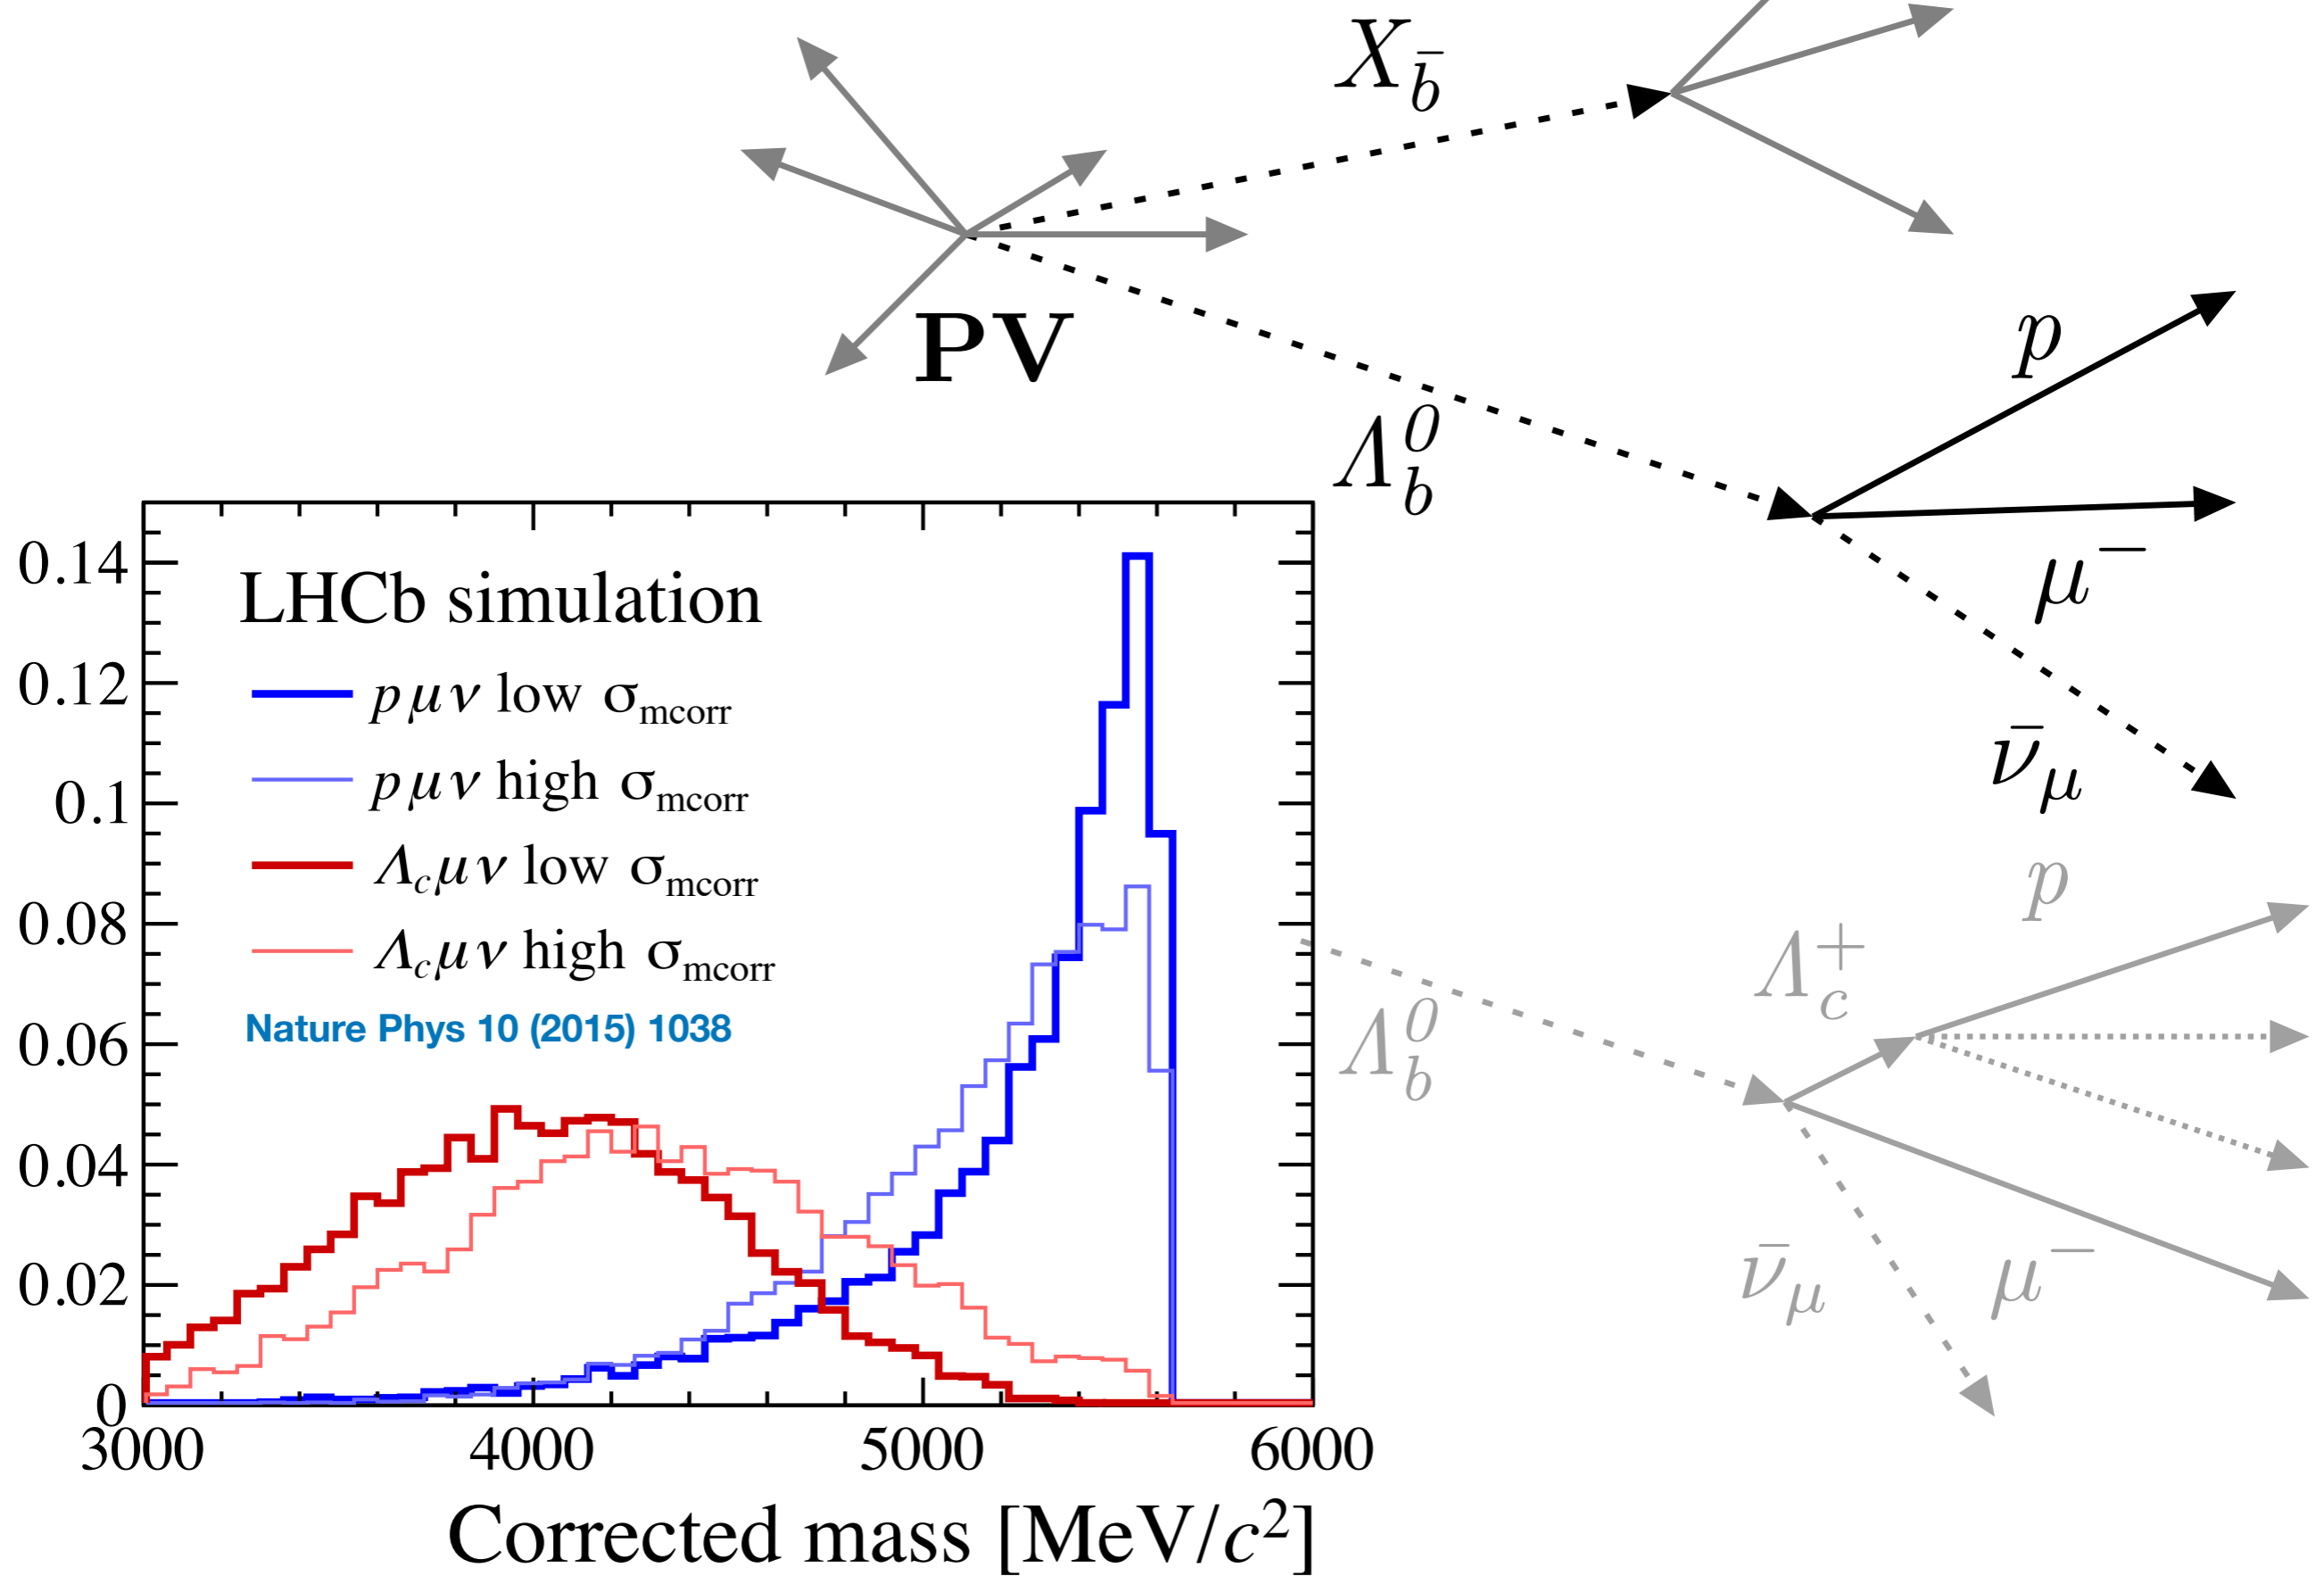 X_b̄
PV
Λ_b^0
p
μ^−
ν̄_μ
0.14
0.12
0.1
0.08
0.06
0.04
0.02
0
LHCb simulation
pμν low σ_mcorr
pμν high σ_mcorr
Λ_cμν low σ_mcorr
Λ_cμν high σ_mcorr
Nature Phys 10 (2015) 1038
3000 4000 5000 6000
Corrected mass [MeV/c²]
p
Λ_c^+
Λ_b^0
ν̄_μ
μ^−